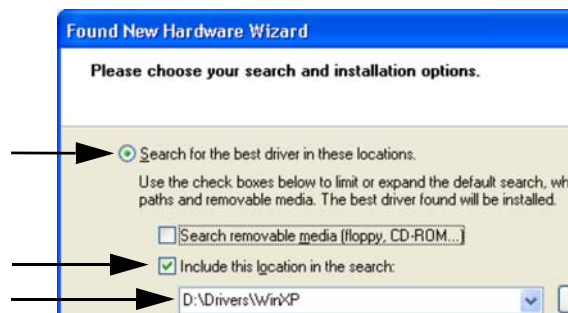 Found New Hardware Wizard
Please choose your search and installation options.
Search for the best driver in these locations.
Use the check boxes below to limit or expand the default search, wh
paths and removable media. The best driver found will be installed.
Search removable media (floppy, CD-ROM...)
Include this location in the search:
D:\Drivers\WinXP